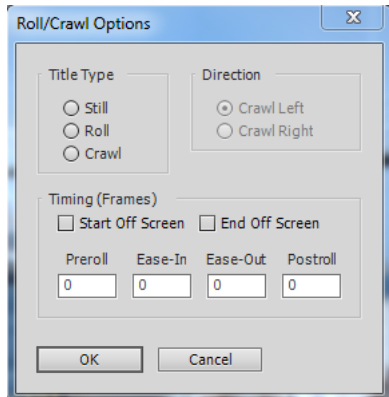 Roll/Crawl Options
Title Type
Still
Roll
Crawl
Direction
Crawl Left
Crawl Right
Timing (Frames)
Start Off Screen End Off Screen
Preroll Ease-In Ease-Out Postroll
0 0 0 0
OK Cancel